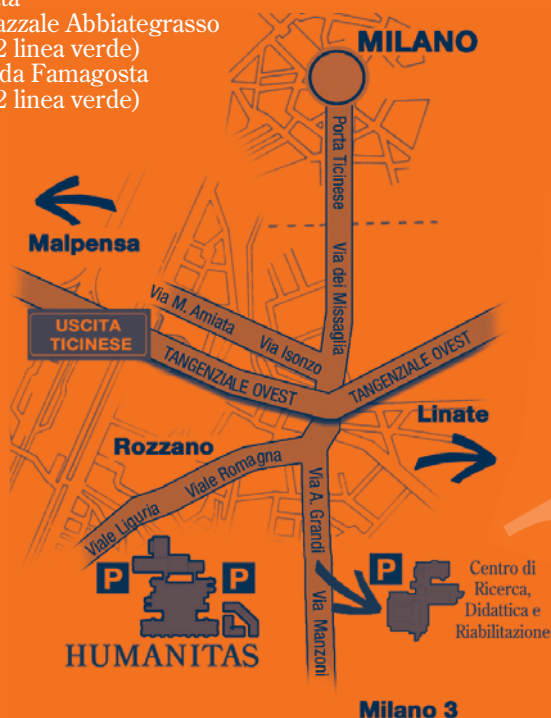 azzale Abbiategrasso
2 linea verde)
da Famagosta
2 linea verde)
MILANO
Porta Ticinese
Via dei Missaglia
Malpensa
Via M. Amiata
Via Isonzo
USCITA
TICINESE
TANGENZIALE OVEST
TANGENZIALE OVEST
Linate
Rozzano
Viale Romagna
Viale Liguria
Via A. Grandi
Via Manzoni
P
P
P
HUMANITAS
Centro di
Ricerca,
Didattica e
Riabilitazione
Milano 3